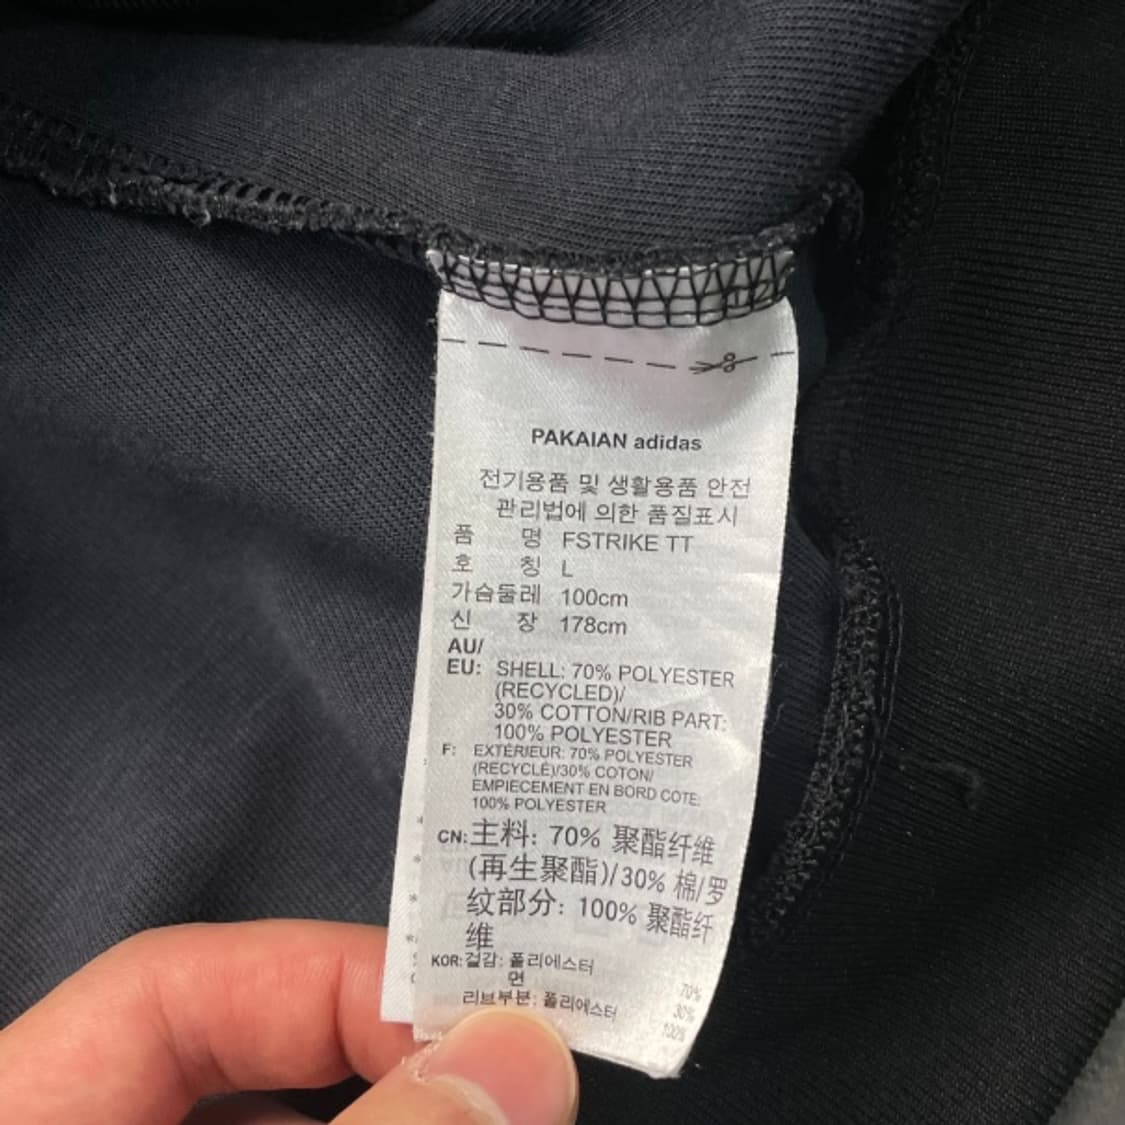 PAKAIAN adidas
전기용품 및 생활용품 안전
관리법에 의한 품질표시
품 명 FSTRIKE TT
호 칭 L
가슴둘레 100cm
신 장 178cm
AU/
EU: SHELL: 70% POLYESTER
(RECYCLED)/
30% COTTON/RIB PART:
100% POLYESTER
F: EXTÉRIEUR: 70% POLYESTER
(RECYCLÉ)/30% COTON/
EMPIECEMENT EN BORD COTE:
100% POLYESTER
CN: 主料: 70% 聚酯纤维
(再生聚酯)/30% 棉/罗
纹部分: 100% 聚酯纤
维
KOR: 겉감: 폴리에스터 70%
면 30%
리브부분: 폴리에스터 100%